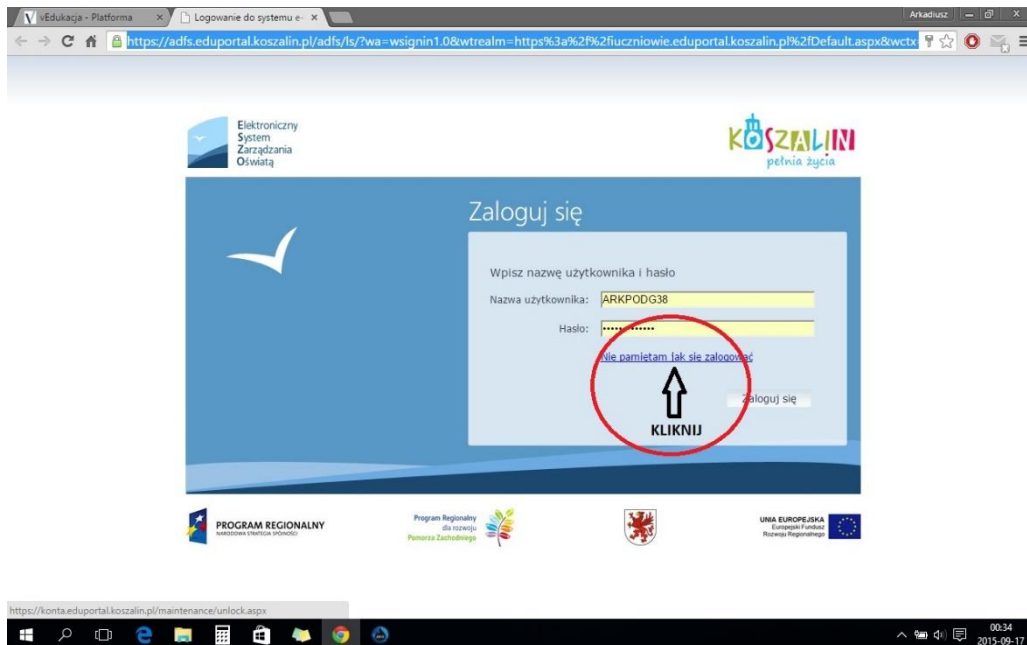 vEdukacja - Platforma
Logowanie do systemu e-
Arkadiusz
https://adfs.eduportal.koszalin.pl/adfs/ls/?wa=wsignin1.0&wtrealm=https%3a%2f%2fiuczniowie.eduportal.koszalin.pl%2fDefault.aspx&wctx
Elektroniczny
System
Zarządzania
Oświatą
KOSZALIN
pełnia życia
Zaloguj się
Wpisz nazwę użytkownika i hasło
Nazwa użytkownika: ARKPODG38
Hasło:
Nie pamiętam jak się zalogować
Zaloguj się
KLIKNIJ
PROGRAM REGIONALNY
NARODOWA STRATEGIA SPÓJNOŚCI
Program Regionalny
dla rozwoju
Pomorza Zachodniego
UNIA EUROPEJSKA
Europejski Fundusz
Rozwoju Regionalnego
https://konta.eduportal.koszalin.pl/maintenance/unlock.aspx
00:34
2015-09-17